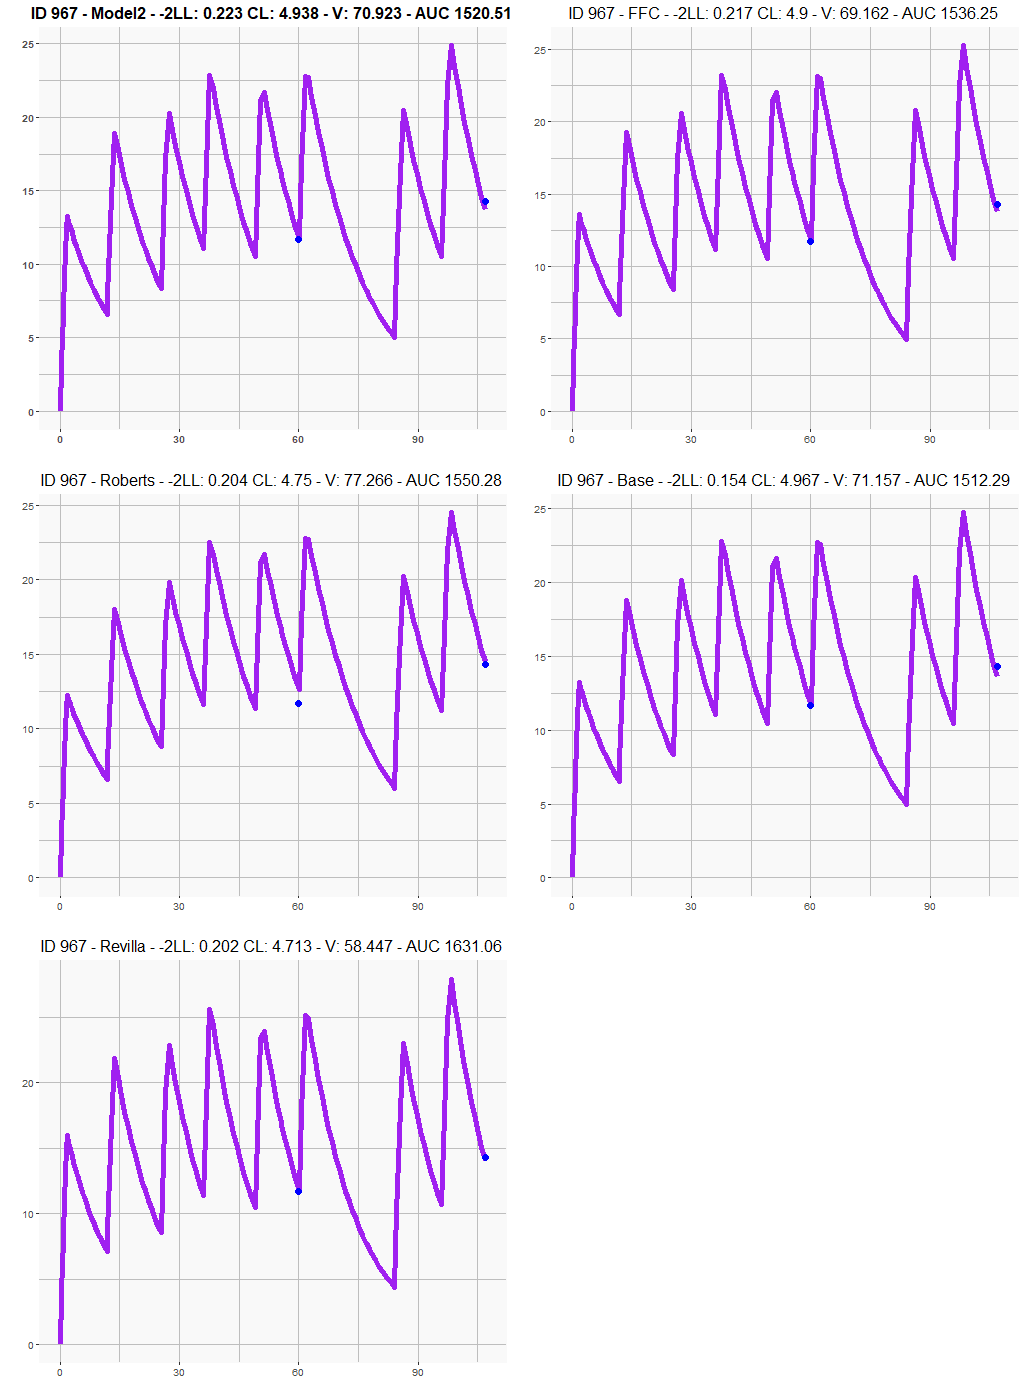 ID 967 - Model2 - -2LL: 0.223 CL: 4.938 - V: 70.923 - AUC 1520.51
25
20
15
10
5
0
0 30 60 90
ID 967 - FFC - -2LL: 0.217 CL: 4.9 - V: 69.162 - AUC 1536.25
25
20
15
10
5
0
0 30 60 90
ID 967 - Roberts - -2LL: 0.204 CL: 4.75 - V: 77.266 - AUC 1550.28
25
20
15
10
5
0
0 30 60 90
ID 967 - Base - -2LL: 0.154 CL: 4.967 - V: 71.157 - AUC 1512.29
25
20
15
10
5
0
0 30 60 90
ID 967 - Revilla - -2LL: 0.202 CL: 4.713 - V: 58.447 - AUC 1631.06
20
10
0
0 30 60 90